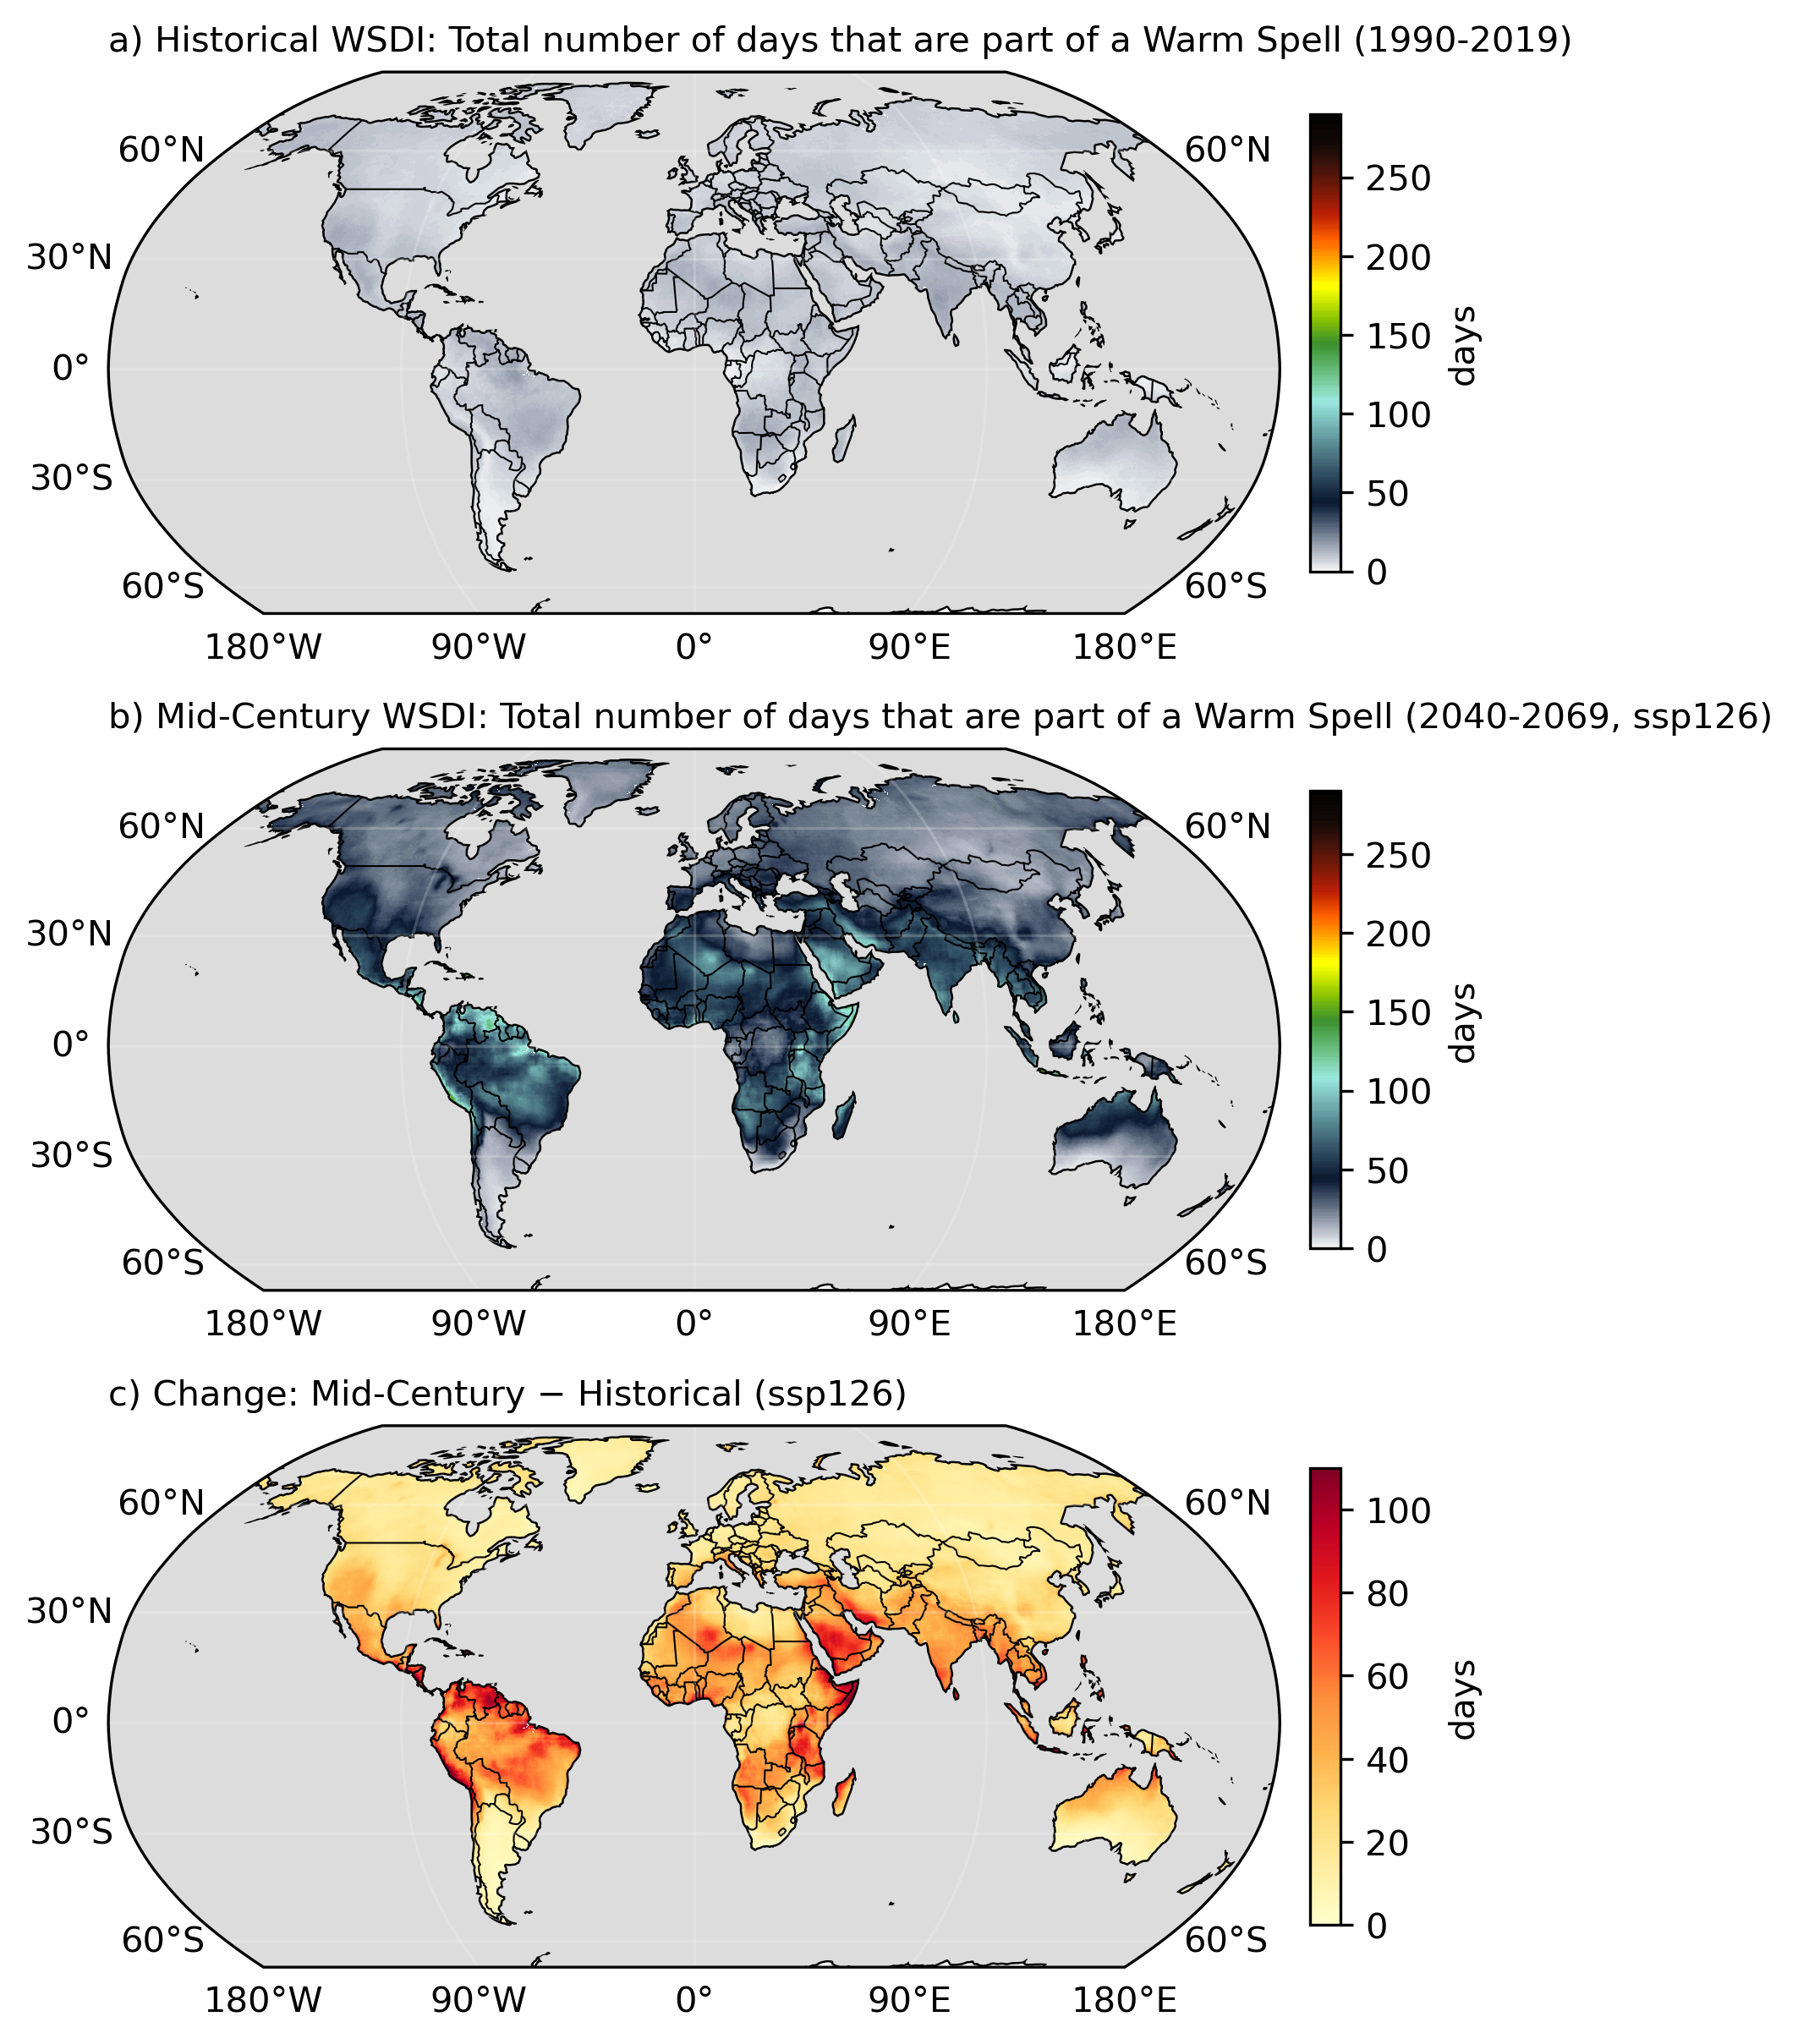 a) Historical WSDI: Total number of days that are part of a Warm Spell (1990-2019)
60°N
60°N
30°N
0°
30°S
60°S
60°S
180°W
90°W
0°
90°E
180°E
250
200
150
100
50
0
days
b) Mid-Century WSDI: Total number of days that are part of a Warm Spell (2040-2069, ssp126)
60°N
60°N
30°N
0°
30°S
60°S
60°S
180°W
90°W
0°
90°E
180°E
250
200
150
100
50
0
days
c) Change: Mid-Century − Historical (ssp126)
60°N
60°N
30°N
0°
30°S
60°S
60°S
180°W
90°W
0°
90°E
180°E
100
80
60
40
20
0
days